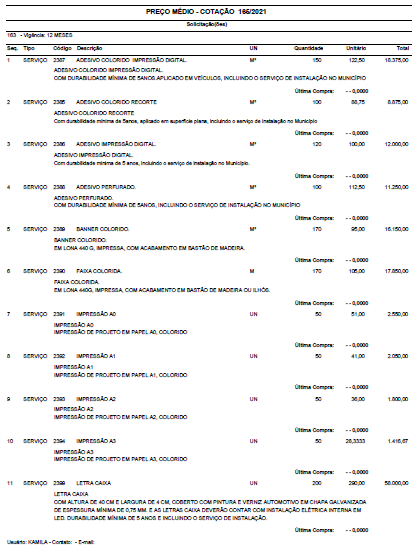 PREÇO MÉDIO - COTAÇÃO 165/2021
Solicitação(ões)
163 - Vigência: 12 MESES
Seq. Tipo Código Descrição UN Quantidade Unitário Total
1 SERVIÇO 2387 ADESIVO COLORIDO IMPRESSÃO DIGITAL. M² 150 122,50 18.375,00
ADESIVO COLORIDO IMPRESSÃO DIGITAL.
COM DURABILIDADE MÍNIMA DE 5ANOS APLICADO EM VEÍCULOS, INCLUINDO O SERVIÇO DE INSTALAÇÃO NO MUNICÍPIO
Última Compra: - - 0,0000
2 SERVIÇO 2385 ADESIVO COLORIDO RECORTE M² 100 88,75 8.875,00
ADESIVO COLORIDO RECORTE
Com durabilidade mínima de 5anos, aplicado em superfície plana, incluindo o serviço de instalação no Município
Última Compra: - - 0,0000
3 SERVIÇO 2386 ADESIVO IMPRESSÃO DIGITAL. M² 120 100,00 12.000,00
ADESIVO IMPRESSÃO DIGITAL.
Com durabilidade mínima de 5 anos, incluindo o serviço de instalação no Município.
Última Compra: - - 0,0000
4 SERVIÇO 2388 ADESIVO PERFURADO. M² 100 112,50 11.250,00
ADESIVO PERFURADO.
COM DURABILIDADE MÍNIMA DE 5ANOS, INCLUINDO O SERVIÇO DE INSTALAÇÃO NO MUNICÍPIO
Última Compra: - - 0,0000
5 SERVIÇO 2389 BANNER COLORIDO. M² 170 95,00 16.150,00
BANNER COLORIDO.
EM LONA 440 G, IMPRESSA, COM ACABAMENTO EM BASTÃO DE MADEIRA.
Última Compra: - - 0,0000
6 SERVIÇO 2390 FAIXA COLORIDA. M 170 105,00 17.850,00
FAIXA COLORIDA.
EM LONA 440G, IMPRESSA, COM ACABAMENTO EM BASTÃO DE MADEIRA OU ILHÓS.
Última Compra: - - 0,0000
7 SERVIÇO 2391 IMPRESSÃO A0 UN 50 51,00 2.550,00
IMPRESSÃO A0
IMPRESSÃO DE PROJETO EM PAPEL A0, COLORIDO
Última Compra: - - 0,0000
8 SERVIÇO 2392 IMPRESSÃO A1 UN 50 41,00 2.050,00
IMPRESSÃO A1
IMPRESSÃO DE PROJETO EM PAPEL A1, COLORIDO
Última Compra: - - 0,0000
9 SERVIÇO 2393 IMPRESSÃO A2 UN 50 36,00 1.800,00
IMPRESSÃO A2
IMPRESSÃO DE PROJETO EM PAPEL A2, COLORIDO
Última Compra: - - 0,0000
10 SERVIÇO 2394 IMPRESSÃO A3 UN 50 28,3333 1.416,67
IMPRESSÃO A3
IMPRESSÃO DE PROJETO EM PAPEL A3, COLORIDO
Última Compra: - - 0,0000
11 SERVIÇO 2399 LETRA CAIXA UN 200 290,00 58.000,00
LETRA CAIXA
COM ALTURA DE 40 CM E LARGURA DE 4 CM, COBERTO COM PINTURA E VERNIZ AUTOMOTIVO EM CHAPA GALVANIZADA
DE ESPESSURA MÍNIMA DE 0,75 MM. E AS LETRAS CAIXA DEVERÃO CONTAR COM INSTALAÇÃO ELÉTRICA INTERNA EM
LED. DURABILIDADE MÍNIMA DE 5 ANOS E INCLUINDO O SERVIÇO DE INSTALAÇÃO.
Última Compra: - - 0,0000
Usuário: KAMILA - Contato: - E-mail: